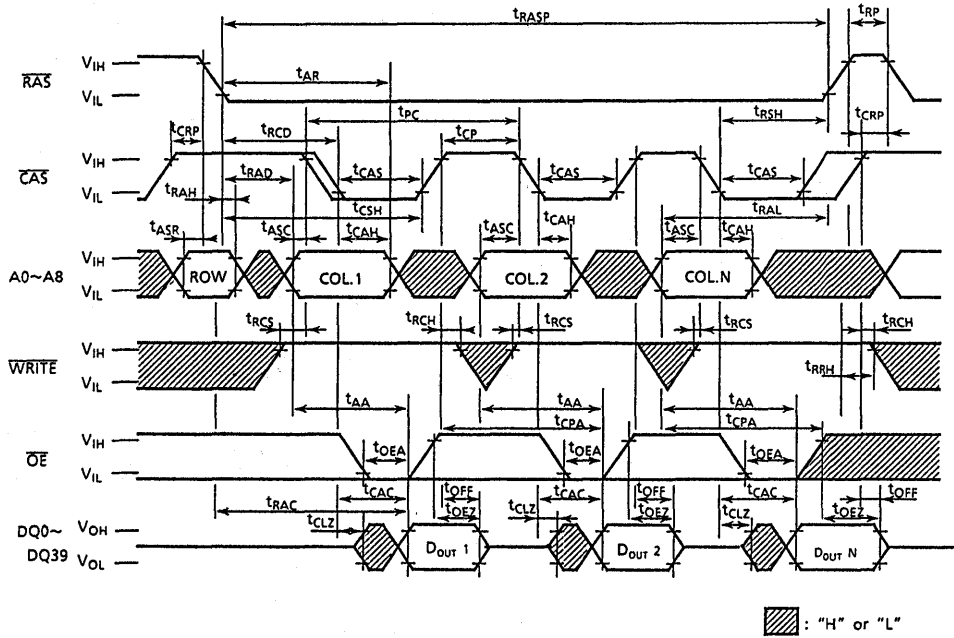 tRASP
tRP
RAS
VIH
VIL
tAR
tPC
tCRP
tRCD
tCP
tRSH
tCRP
CAS
VIH
VIL
tRAD
tCAS
tCAS
tCAS
tRAH
tCSH
tRAL
tASR
tASC
tCAH
tASC
tCAH
tASC
tCAH
A0~A8
VIH
VIL
ROW
COL.1
COL.2
COL.N
tRCS
tRCH
tRCS
tRCS
tRCH
WRITE
VIH
VIL
tRRH
tAA
tAA
tAA
tCPA
tCPA
OE
VIH
VIL
tOEA
tOEA
tOEA
tRAC
tCAC
tOFF
tCAC
tOFF
tCAC
tOFF
tCLZ
tOEZ
tCLZ
tOEZ
tCLZ
tOEZ
DQ0~
DQ39
VOH
VOL
DOUT 1
DOUT 2
DOUT N
: "H" or "L"